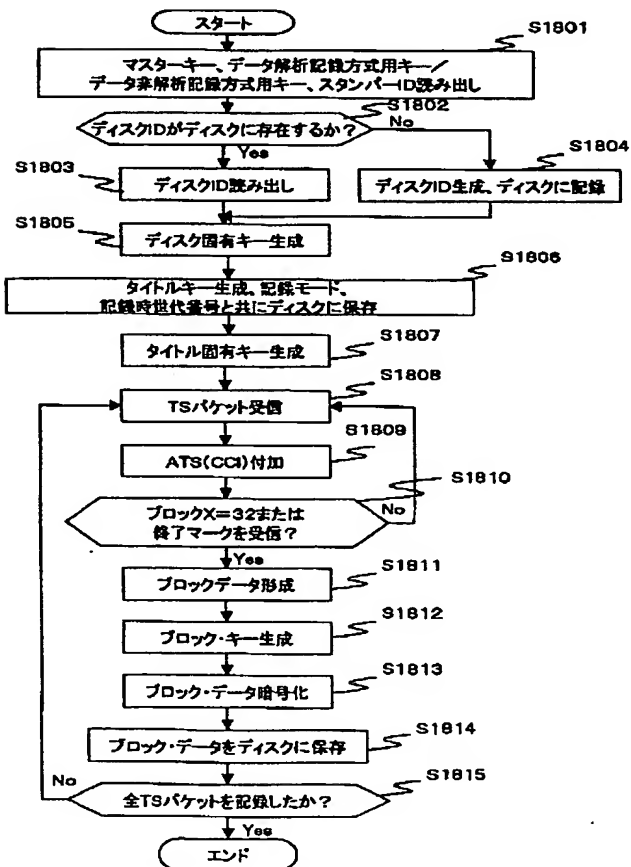 スタート
S1801
マスターキー、データ解析記録方式用キー/
データ非解析記録方式用キー、スタンパーID読み出し
S1802
ディスクIDがディスクに存在するか?
No
Yes
S1803
ディスクID読み出し
S1804
ディスクID生成、ディスクに記録
S1805
ディスク固有キー生成
S1806
タイトルキー生成、記録モード、
記録時世代番号と共にディスクに保存
S1807
タイトル固有キー生成
S1808
TSパケット受信
S1809
ATS(CCI)付加
S1810
ブロックX=32または
終了マークを受信?
No
Yes
S1811
ブロックデータ形成
S1812
ブロック・キー生成
S1813
ブロック・データ暗号化
S1814
ブロック・データをディスクに保存
S1815
No
全TSパケットを記録したか?
Yes
エンド